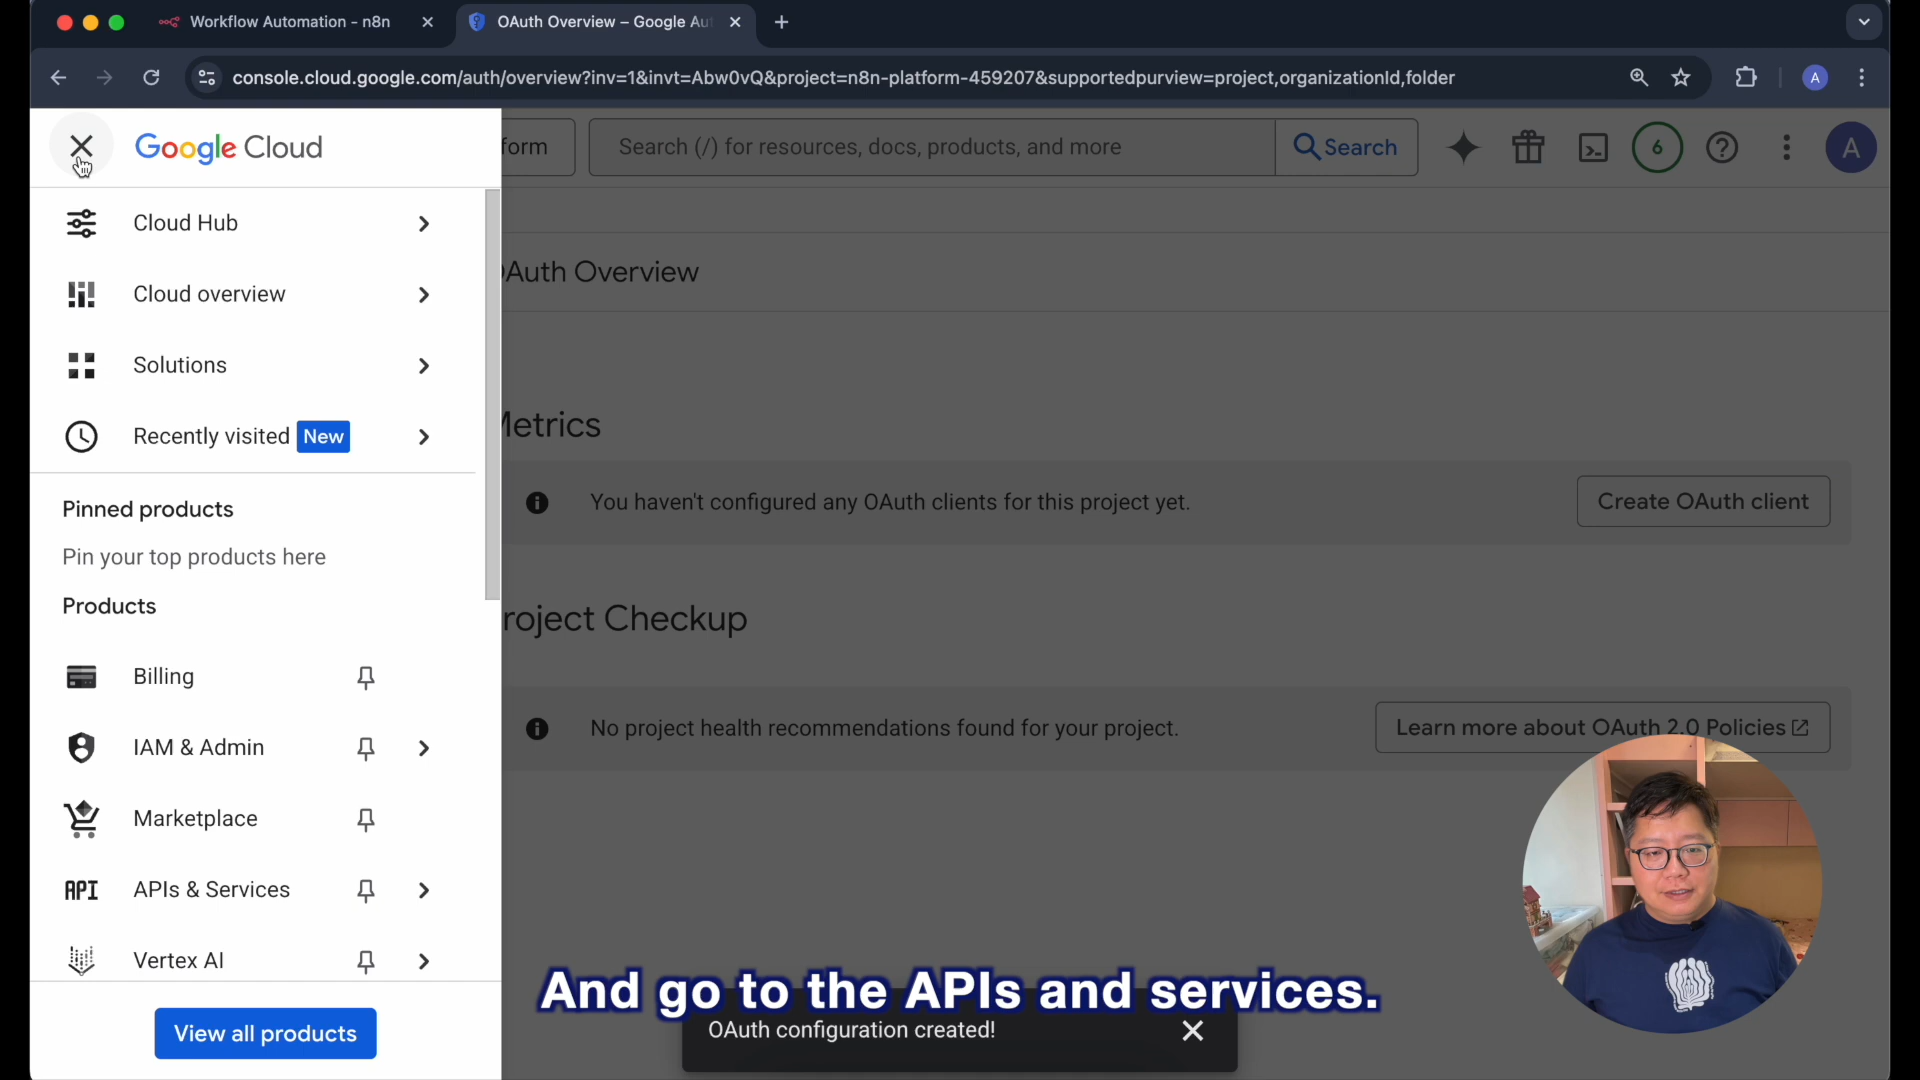 Workflow Automation - n8n
OAuth Overview – Google Au
console.cloud.google.com/auth/overview?inv=1&invt=Abw0vQ&project=n8n-platform-459207&supportedpurview=project,organizationId,folder
A
Google Cloud
form
Search (/) for resources, docs, products, and more
Search
6
A
Cloud Hub
OAuth Overview
Cloud overview
Solutions
Metrics
Recently visited New
You haven't configured any OAuth clients for this project yet.
Create OAuth client
Pinned products
Pin your top products here
Products
Project Checkup
Billing
No project health recommendations found for your project.
Learn more about OAuth 2.0 Policies
IAM & Admin
Marketplace
API APIs & Services
Vertex AI
And go to the APIs and services.
View all products
OAuth configuration created!